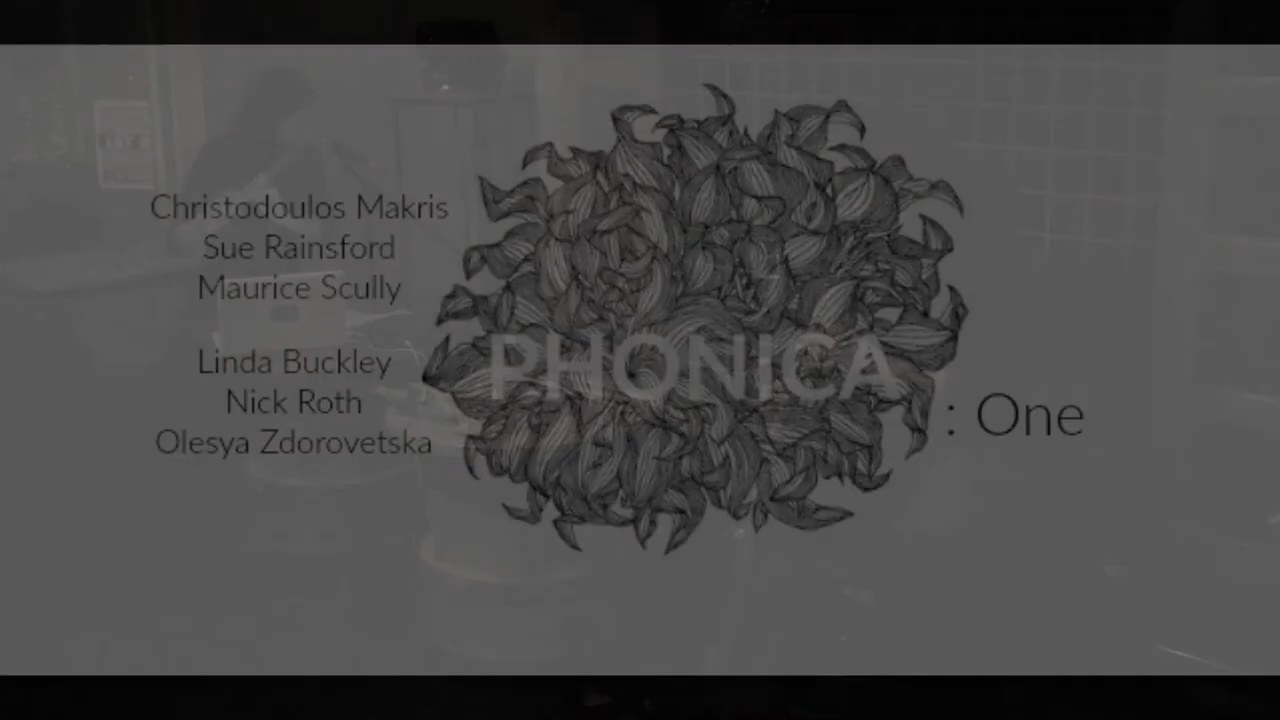 Christodoulos Makris
Sue Rainsford
Maurice Scully
Linda Buckley
Nick Roth
Olesya Zdorovetska
PHONICA
: One